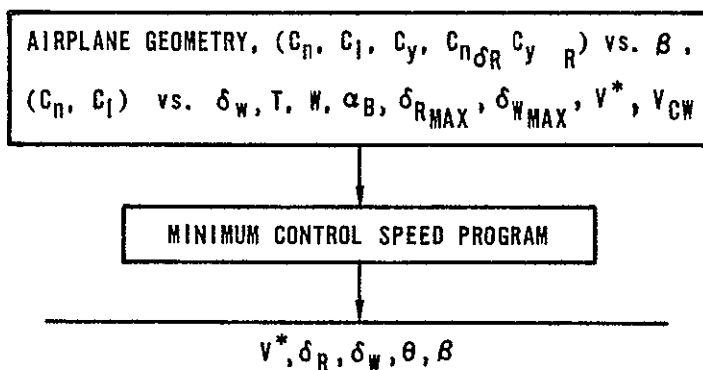 AIRPLANE GEOMETRY, (Cn, Cl, Cy, CnδR Cy R) vs. β,
(Cn, Cl) vs. δw, T, W, αB, δRMAX, δWMAX, V*, VCW
MINIMUM CONTROL SPEED PROGRAM
V*, δR, δW, θ, β